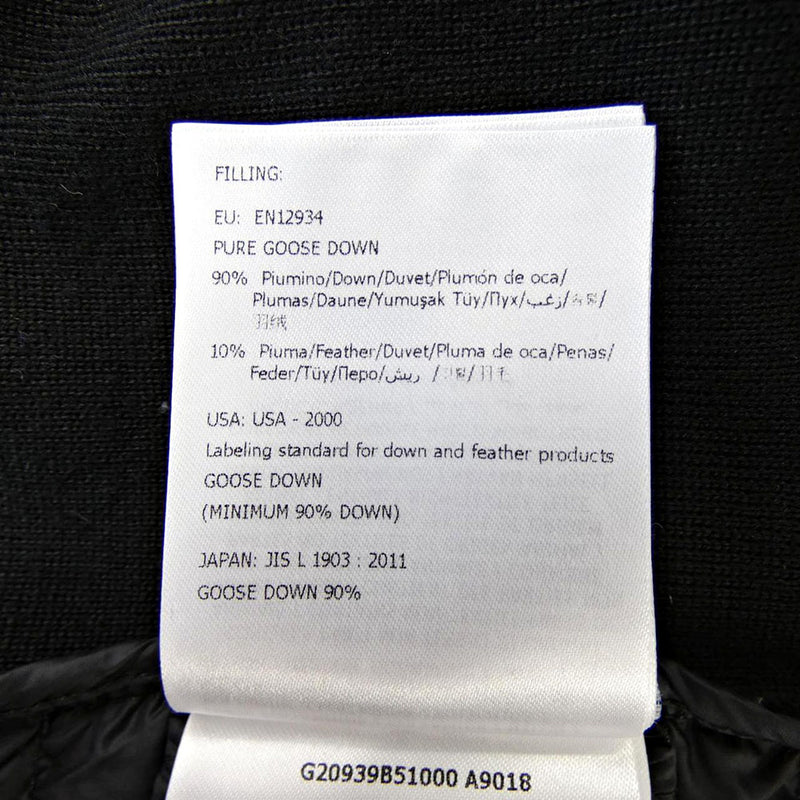 FILLING:
EU: EN12934
PURE GOOSE DOWN
90% Piumino/Down/Duvet/Plumón de oca/
Plumas/Daune/Yumuşak Tüy/Пух/زغب/
羽绒
10% Piuma/Feather/Duvet/Pluma de oca/Penas/
Feder/Tüy/Перо/ریش /
USA: USA - 2000
Labeling standard for down and feather products
GOOSE DOWN
(MINIMUM 90% DOWN)
JAPAN: JIS L 1903 : 2011
GOOSE DOWN 90%
G20939B51000 A9018